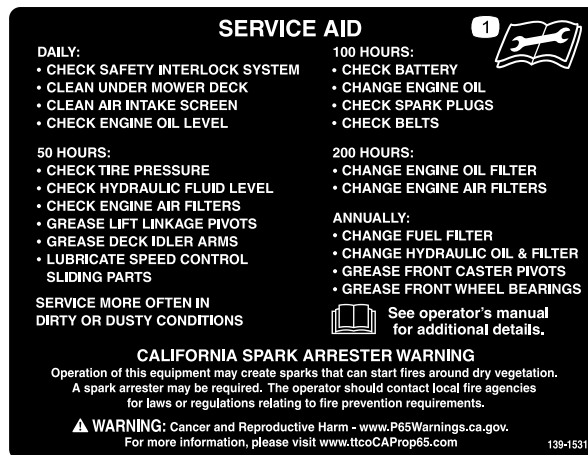 SERVICE AID
1
DAILY:
• CHECK SAFETY INTERLOCK SYSTEM
• CLEAN UNDER MOWER DECK
• CLEAN AIR INTAKE SCREEN
• CHECK ENGINE OIL LEVEL
50 HOURS:
• CHECK TIRE PRESSURE
• CHECK HYDRAULIC FLUID LEVEL
• CHECK ENGINE AIR FILTERS
• GREASE LIFT LINKAGE PIVOTS
• GREASE DECK IDLER ARMS
• LUBRICATE SPEED CONTROL
SLIDING PARTS
SERVICE MORE OFTEN IN
DIRTY OR DUSTY CONDITIONS
100 HOURS:
• CHECK BATTERY
• CHANGE ENGINE OIL
• CHECK SPARK PLUGS
• CHECK BELTS
200 HOURS:
• CHANGE ENGINE OIL FILTER
• CHANGE ENGINE AIR FILTERS
ANNUALLY:
• CHANGE FUEL FILTER
• CHANGE HYDRAULIC OIL & FILTER
• GREASE FRONT CASTER PIVOTS
• GREASE FRONT WHEEL BEARINGS
See operator's manual
for additional details.
CALIFORNIA SPARK ARRESTER WARNING
Operation of this equipment may create sparks that can start fires around dry vegetation.
A spark arrester may be required. The operator should contact local fire agencies
for laws or regulations relating to fire prevention requirements.
WARNING: Cancer and Reproductive Harm - www.P65Warnings.ca.gov.
For more information, please visit www.ttcoCAProp65.com
139-1531